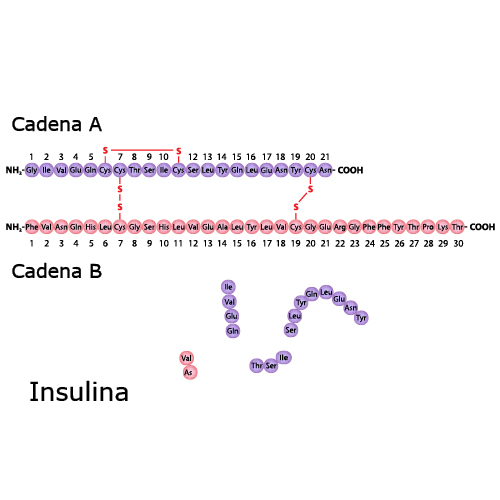 Cadena A
S S
1 2 3 4 5 7 8 9 10 12 13 14 15 16 17 18 19 20 21
NH₂- Gly Ile Val Glu Gln Cys Cys Thr Ser Ile Cys Ser Leu Tyr Gln Leu Glu Asn Tyr Cys Asn - COOH
S S
S S
NH₂- Phe Val Asn Gln His Leu Cys Gly Ser His Leu Val Glu Ala Leu Tyr Leu Val Cys Gly Glu Arg Gly Phe Phe Tyr Thr Pro Lys Thr - COOH
1 2 3 4 5 6 7 8 9 10 11 12 13 14 15 16 17 18 19 20 21 22 23 24 25 26 27 28 29 30
Cadena B
Ile
Val
Glu
Gln
Ser
Leu
Tyr
Gln
Leu
Glu
Asn
Tyr
Val
As
Thr Ser Ile
Insulina